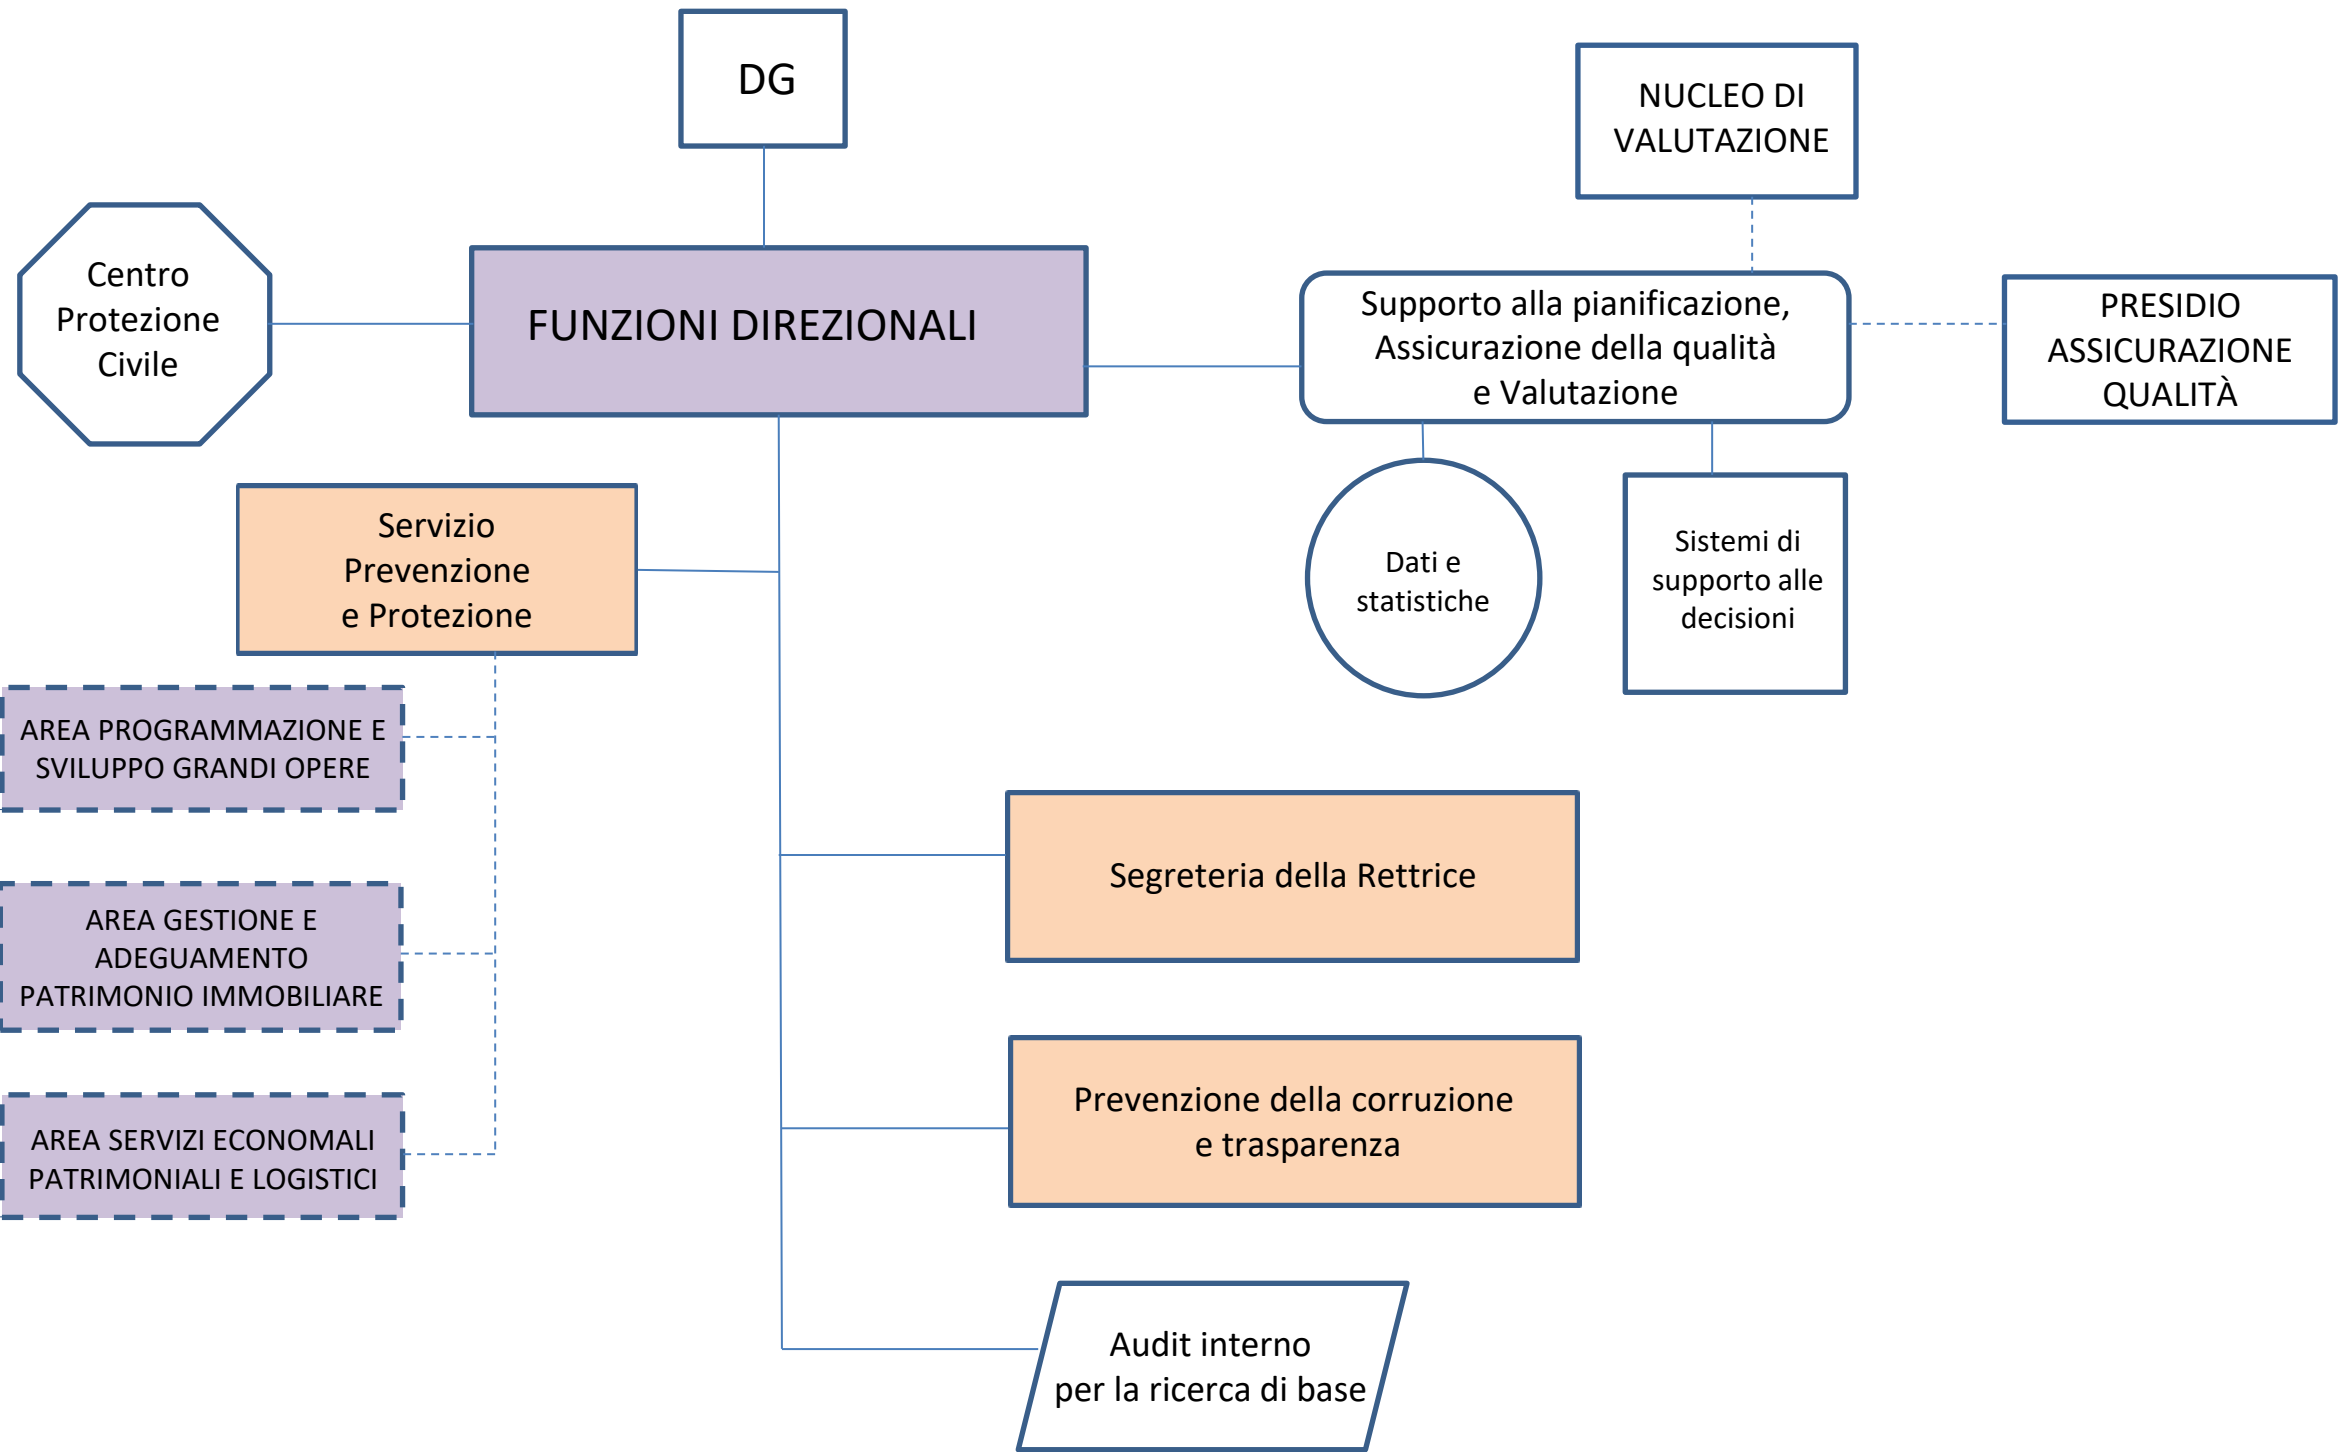 DG
NUCLEO DI
VALUTAZIONE
Centro
Protezione
Civile
FUNZIONI DIREZIONALI
Supporto alla pianificazione,
Assicurazione della qualità
e Valutazione
PRESIDIO
ASSICURAZIONE
QUALITÀ
Servizio
Prevenzione
e Protezione
Dati e
statistiche
Sistemi di
supporto alle
decisioni
AREA PROGRAMMAZIONE E
SVILUPPO GRANDI OPERE
Segreteria della Rettrice
AREA GESTIONE E
ADEGUAMENTO
PATRIMONIO IMMOBILIARE
Prevenzione della corruzione
e trasparenza
AREA SERVIZI ECONOMALI
PATRIMONIALI E LOGISTICI
Audit interno
per la ricerca di base